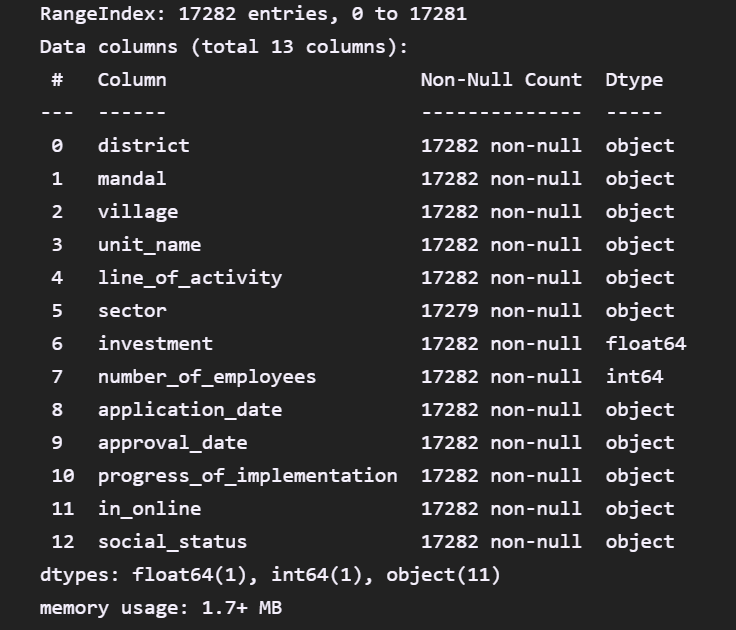 RangeIndex: 17282 entries, 0 to 17281
Data columns (total 13 columns):
 #   Column                      Non-Null Count  Dtype
---  ------                      --------------  -----
 0   district                    17282 non-null  object
 1   mandal                      17282 non-null  object
 2   village                     17282 non-null  object
 3   unit_name                   17282 non-null  object
 4   line_of_activity            17282 non-null  object
 5   sector                      17279 non-null  object
 6   investment                  17282 non-null  float64
 7   number_of_employees         17282 non-null  int64
 8   application_date            17282 non-null  object
 9   approval_date               17282 non-null  object
 10  progress_of_implementation  17282 non-null  object
 11  in_online                   17282 non-null  object
 12  social_status               17282 non-null  object
dtypes: float64(1), int64(1), object(11)
memory usage: 1.7+ MB